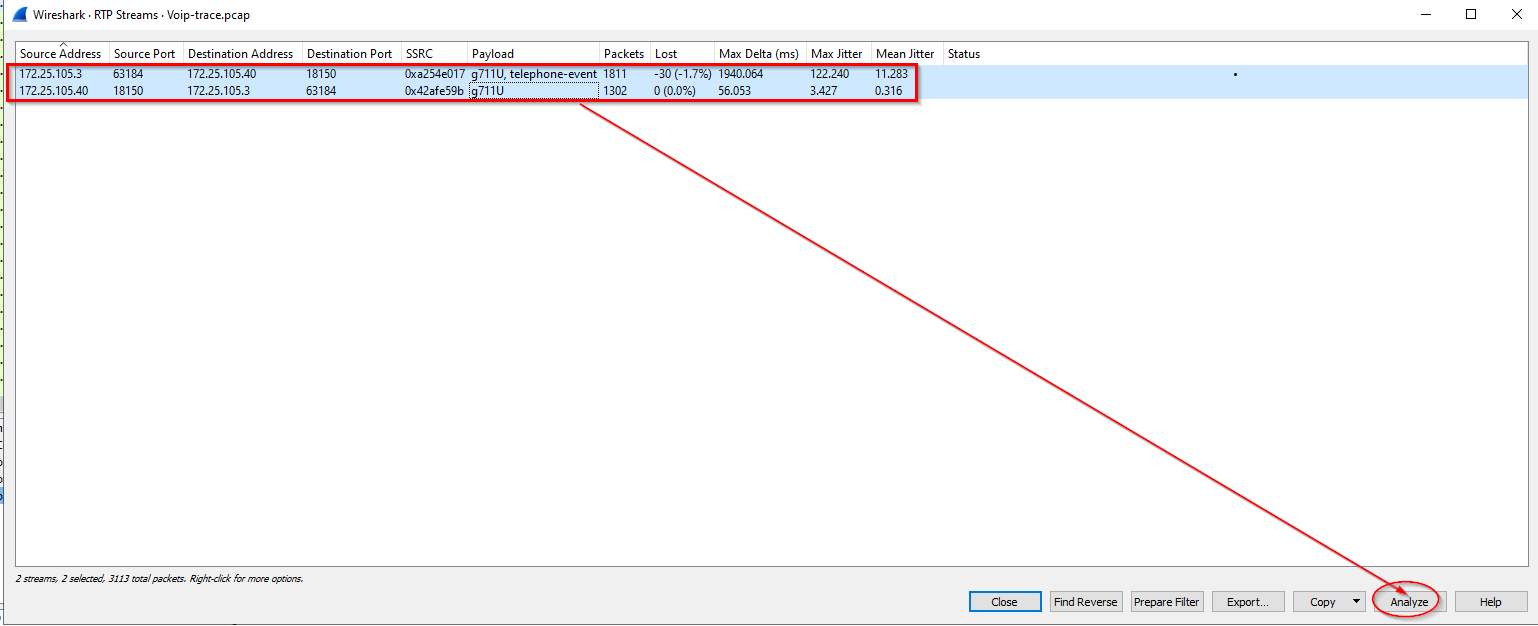 Wireshark · RTP Streams · Voip-trace.pcap
Source Address Source Port Destination Address Destination Port SSRC Payload Packets Lost Max Delta (ms) Max Jitter Mean Jitter Status
172.25.105.3 63184 172.25.105.40 18150 0xa254e017 g711U, telephone-event 1811 -30 (-1.7%) 1940.064 122.240 11.283
172.25.105.40 18150 172.25.105.3 63184 0x42afe59b g711U 1302 0 (0.0%) 56.053 3.427 0.316
2 streams, 2 selected, 3113 total packets. Right-click for more options.
Close Find Reverse Prepare Filter Export... Copy Analyze Help